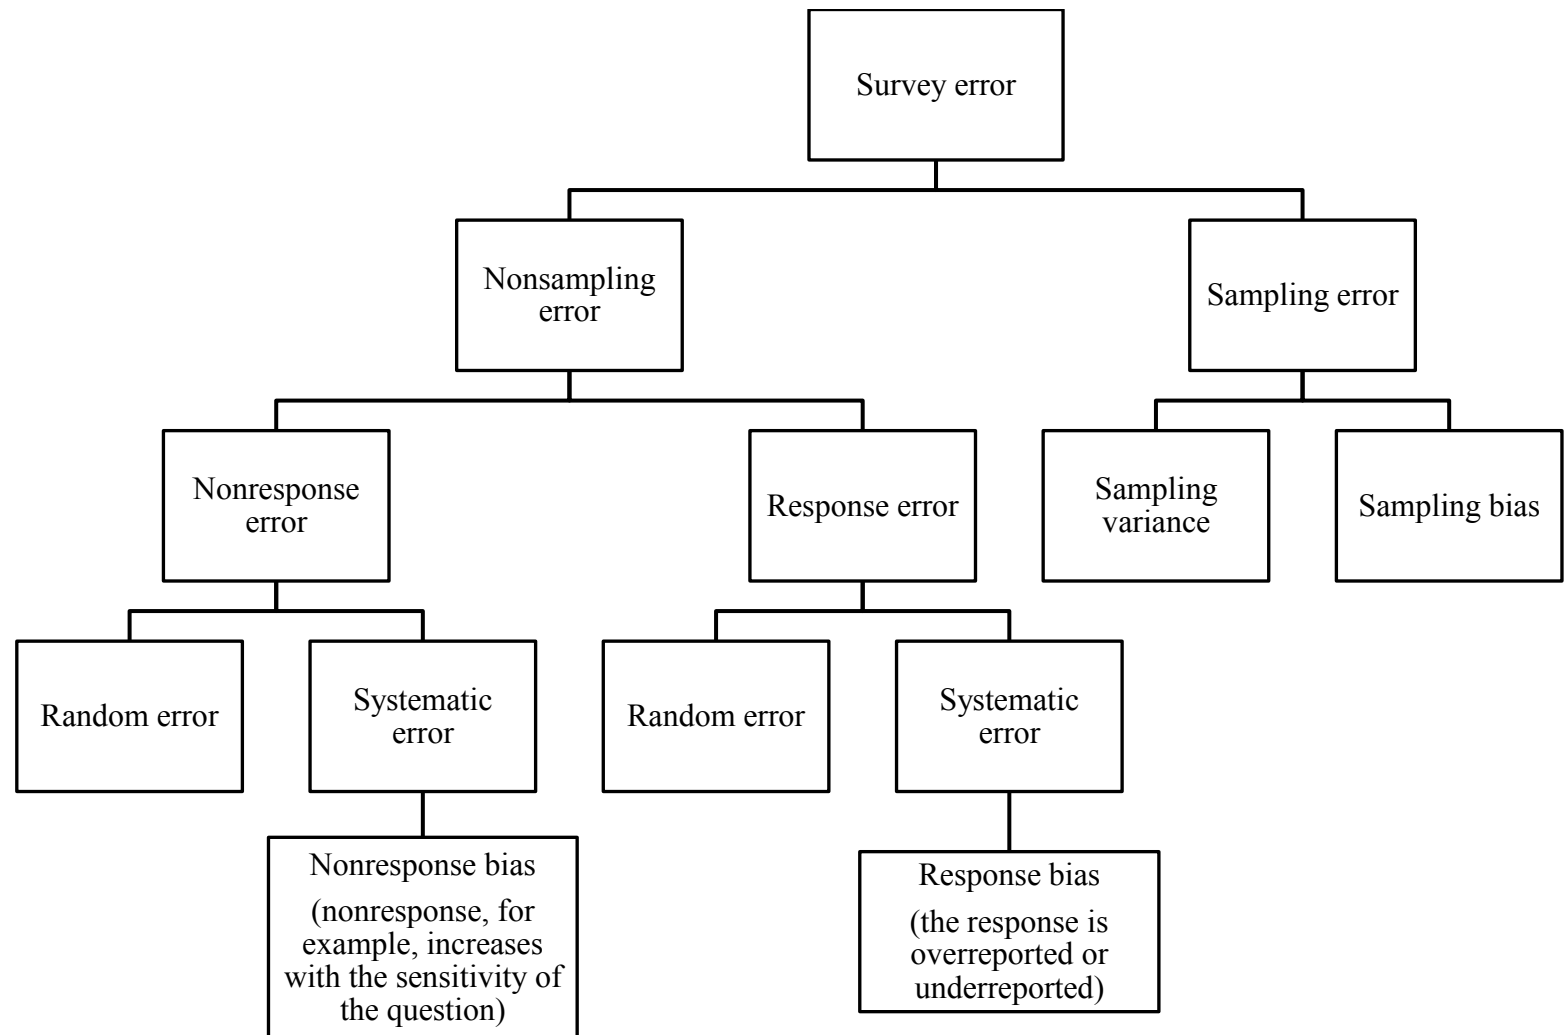 Survey error
Nonsampling
error
Sampling error
Nonresponse
error
Response error
Sampling
variance
Sampling bias
Random error
Systematic
error
Random error
Systematic
error
Nonresponse bias
(nonresponse, for
example, increases
with the sensitivity of
the question)
Response bias
(the response is
overreported or
underreported)